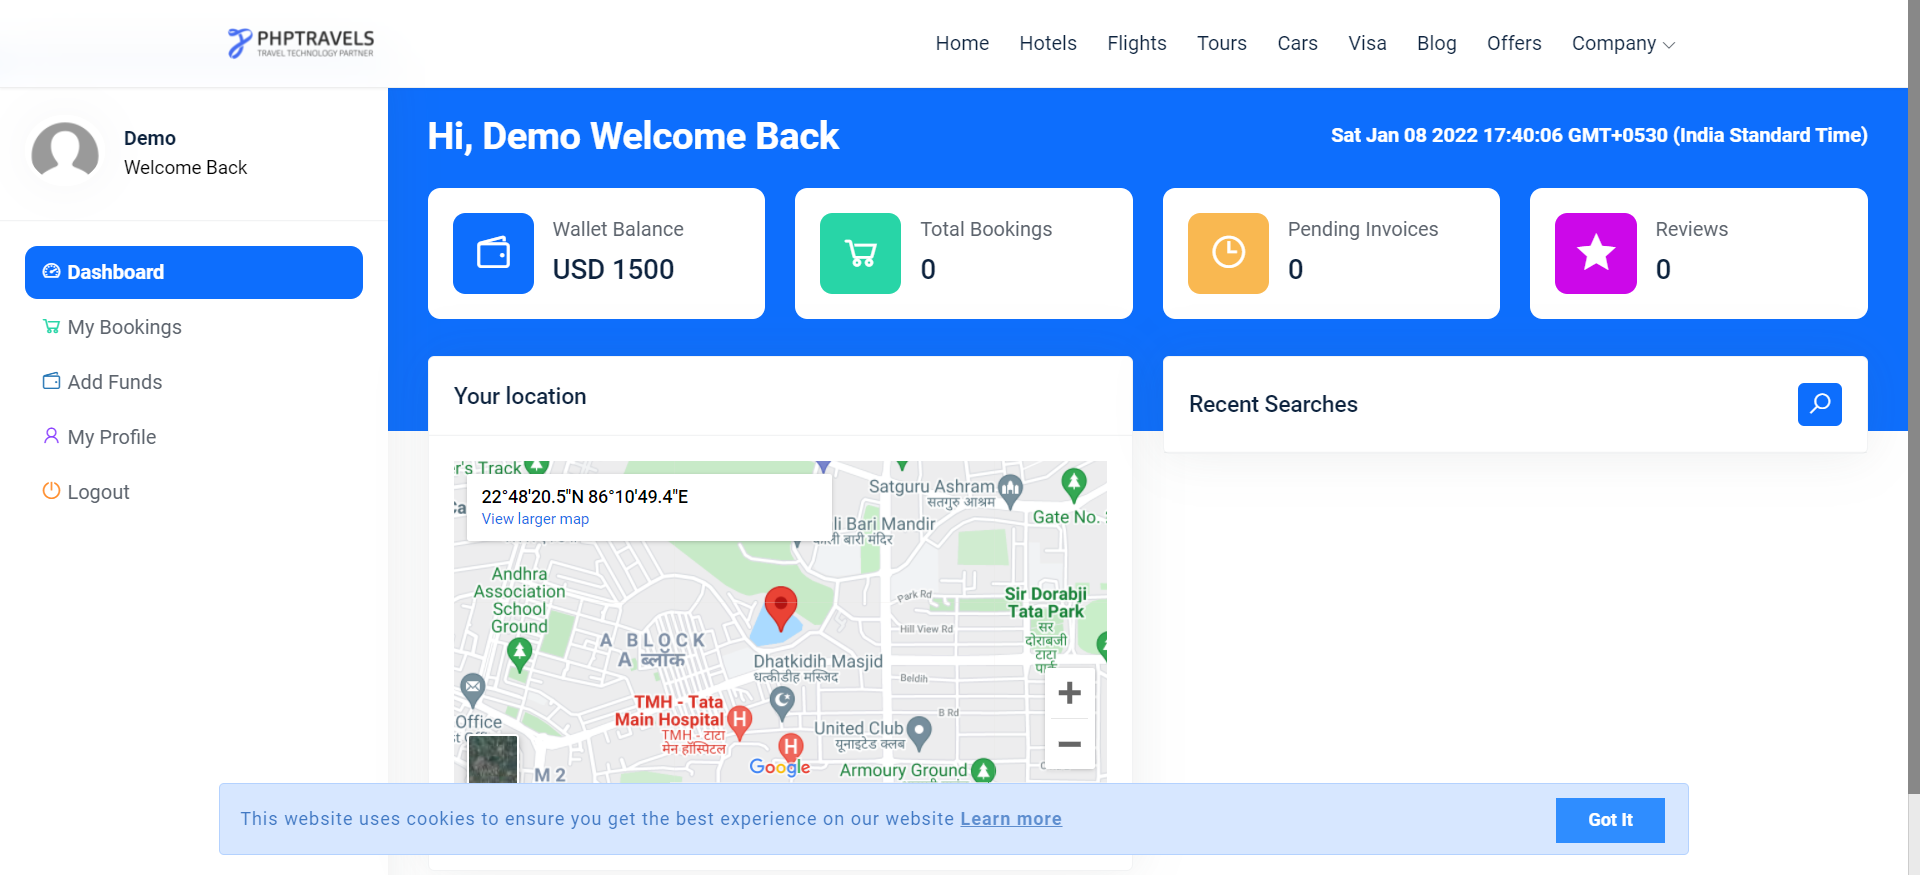 PHPTRAVELS
TRAVEL TECHNOLOGY PARTNER
Home Hotels Flights Tours Cars Visa Blog Offers Company
Demo
Welcome Back
Dashboard
My Bookings
Add Funds
My Profile
Logout
Hi, Demo Welcome Back
Sat Jan 08 2022 17:40:06 GMT+0530 (India Standard Time)
Wallet Balance
USD 1500
Total Bookings
0
Pending Invoices
0
Reviews
0
Your location
Recent Searches
r's Track
22°48'20.5"N 86°10'49.4"E
View larger map
Satguru Ashram
सतगुरु आश्रम
Gate No.
li Bari Mandir
काली बारी मंदिर
Andhra
Association
School
Ground
Park Rd
Sir Dorabji
Tata Park
सर
दोराबजी
टाटा
पार्क
Hill View Rd
A BLOCK
A ब्लॉक
Dhatkidih Masjid
धत्कीडीह मस्जिद
Beldih
TMH - Tata
Main Hospital
TMH - टाटा
मेन हॉस्पिटल
H
H
B Rd
United Club
यूनाइटेड क्लब
Office
Google
Armoury Ground
M 2
This website uses cookies to ensure you get the best experience on our website Learn more
Got It